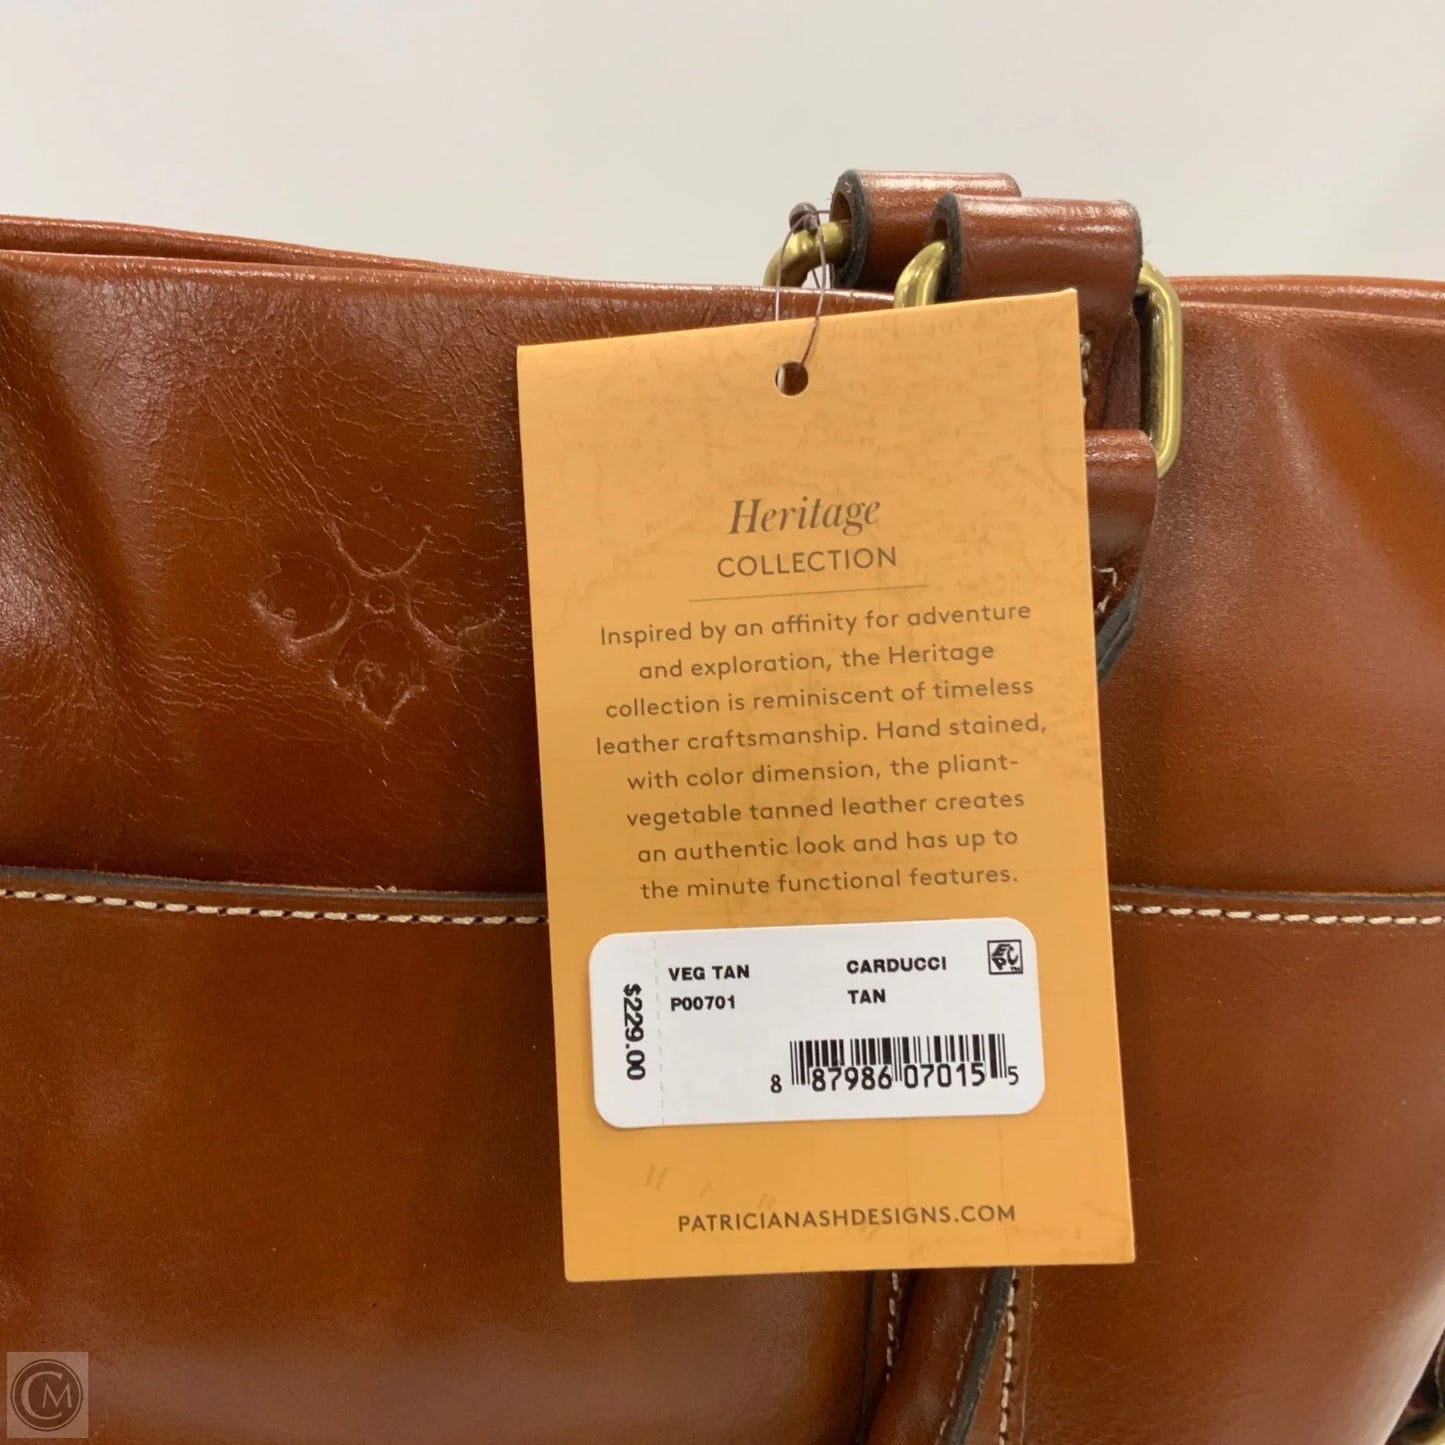 Heritage
COLLECTION
Inspired by an affinity for adventure
and exploration, the Heritage
collection is reminiscent of timeless
leather craftsmanship. Hand stained,
with color dimension, the pliant-
vegetable tanned leather creates
an authentic look and has up to
the minute functional features.
$229.00
VEG TAN CARDUCCI
P00701 TAN
8 87986 07015 5
PATRICIANASHDESIGNS.COM
CM